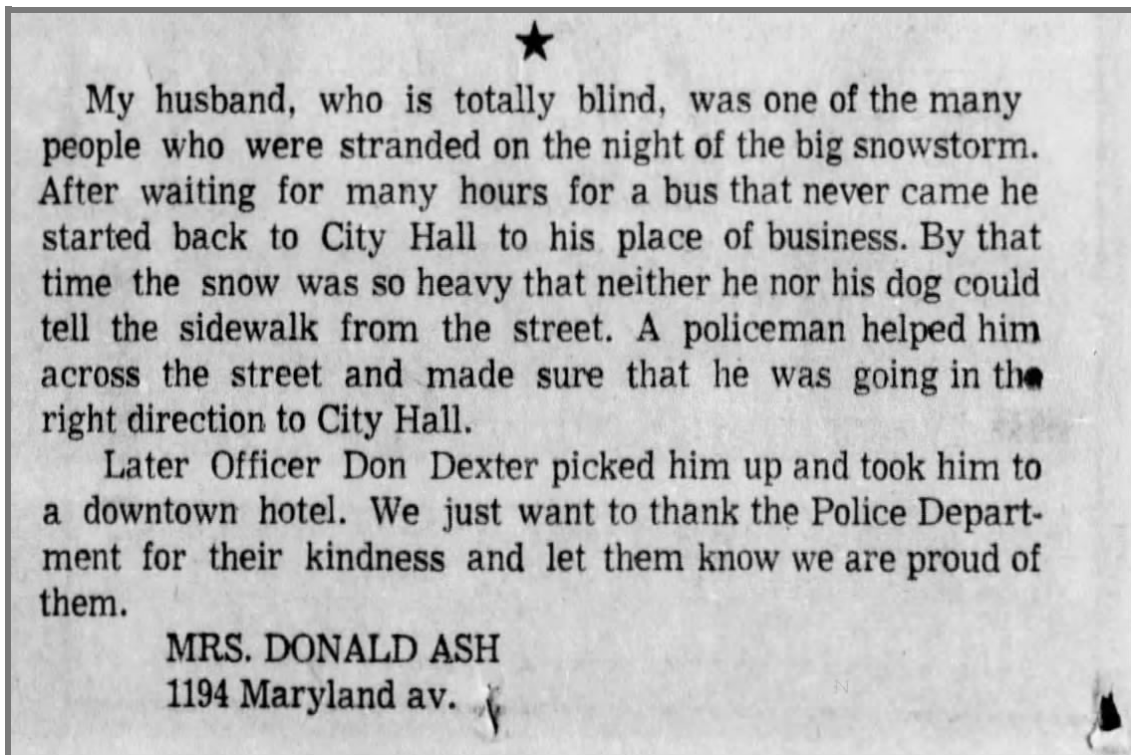 My husband, who is totally blind, was one of the many
people who were stranded on the night of the big snowstorm.
After waiting for many hours for a bus that never came he
started back to City Hall to his place of business. By that
time the snow was so heavy that neither he nor his dog could
tell the sidewalk from the street. A policeman helped him
across the street and made sure that he was going in the
right direction to City Hall.
Later Officer Don Dexter picked him up and took him to
a downtown hotel. We just want to thank the Police Depart-
ment for their kindness and let them know we are proud of
them.
MRS. DONALD ASH
1194 Maryland av.